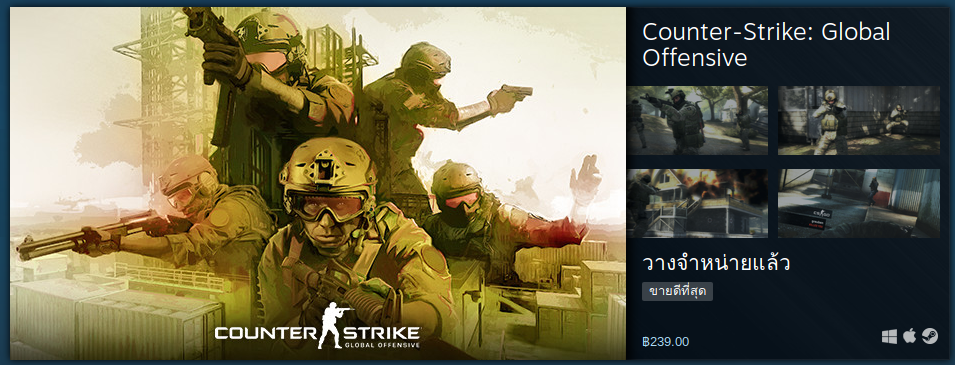 Counter-Strike: Global
Offensive
วางจำหน่ายแล้ว
ขายดีที่สุด
฿239.00
COUNTER STRIKE
GLOBAL OFFENSIVE